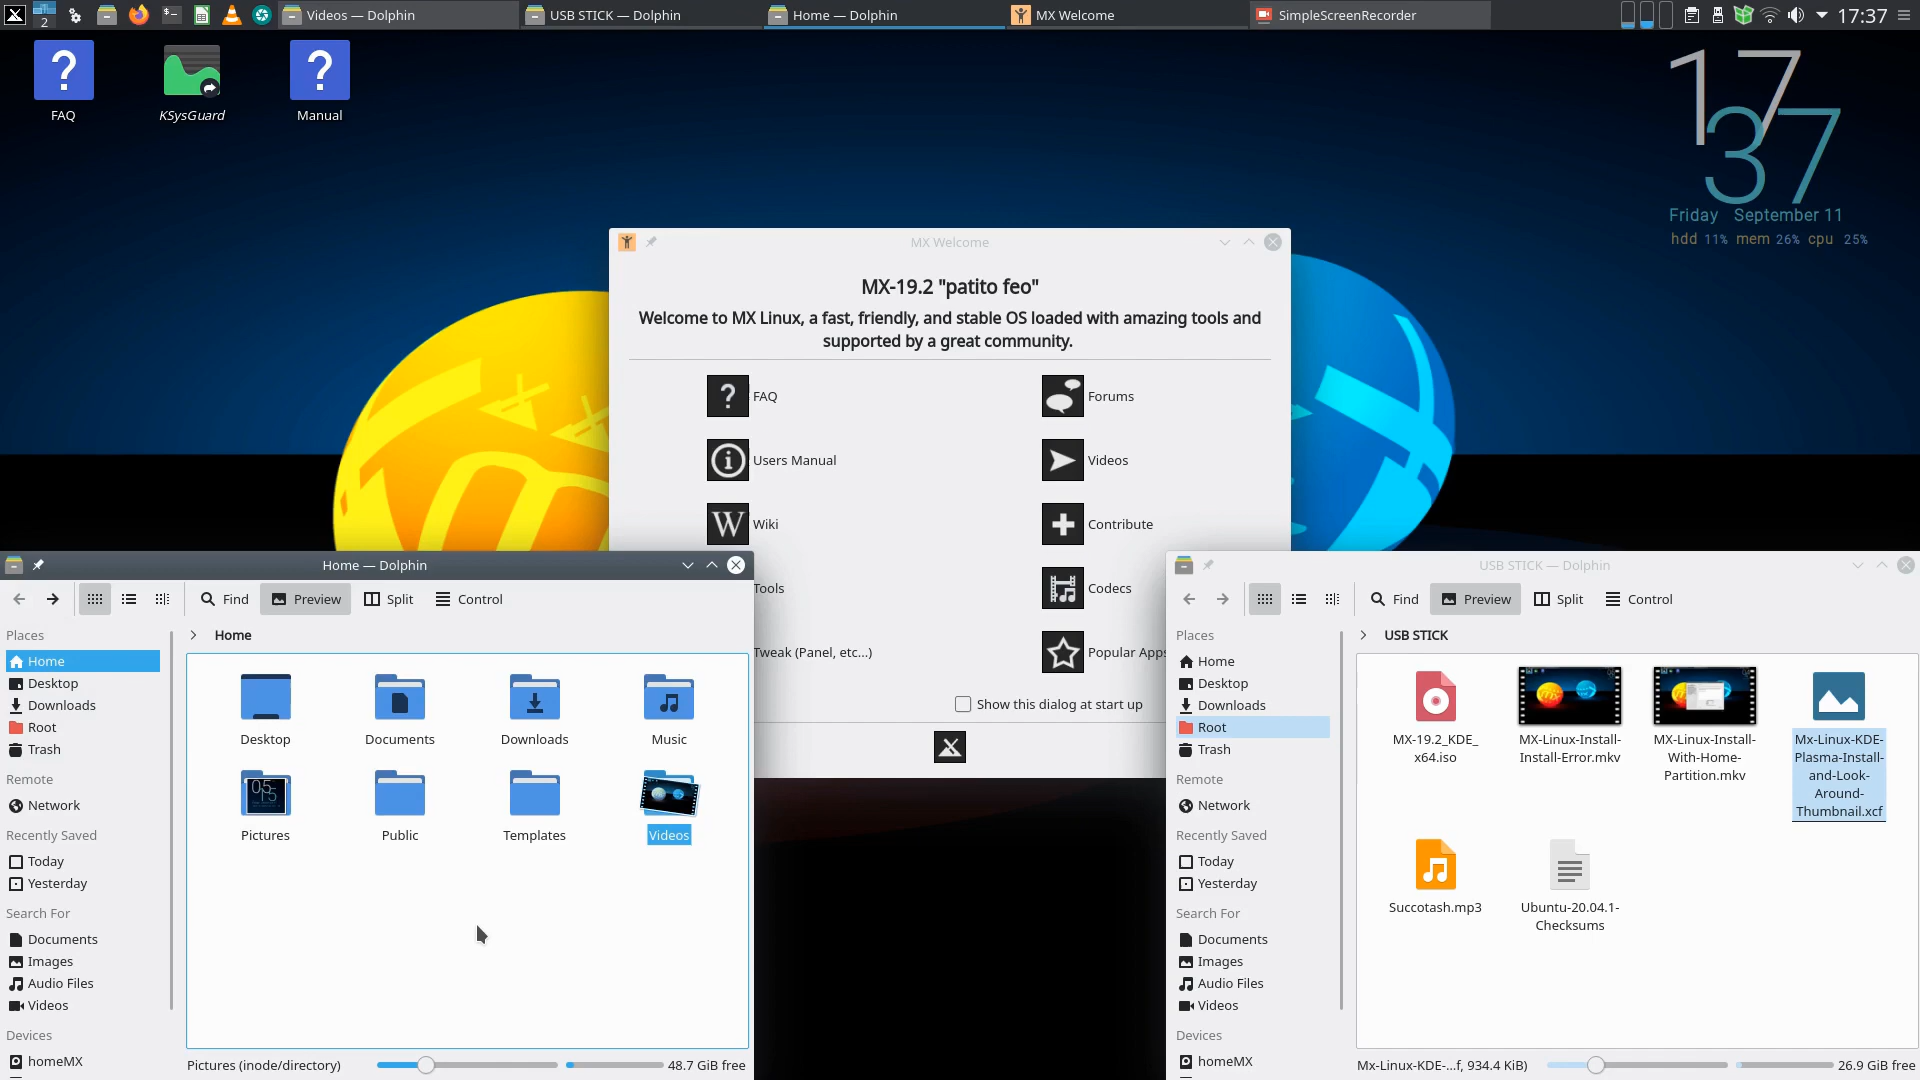 2
Videos — Dolphin
USB STICK — Dolphin
Home — Dolphin
MX Welcome
SimpleScreenRecorder
17:37
FAQ
KSysGuard
Manual
17
37
Friday September 11
hdd 11% mem 26% cpu 25%
MX Welcome
MX-19.2 "patito feo"
Welcome to MX Linux, a fast, friendly, and stable OS loaded with amazing tools and
supported by a great community.
? FAQ
Forums
Users Manual
Videos
W Wiki
Contribute
Tools
Codecs
Tweak (Panel, etc...)
Popular Apps
Show this dialog at start up
Home — Dolphin
Find
Preview
Split
Control
Places
Home
Desktop
Downloads
Root
Trash
Remote
Network
Recently Saved
Today
Yesterday
Search For
Documents
Images
Audio Files
Videos
Devices
homeMX
Home
Desktop
Documents
Downloads
Music
Pictures
Public
Templates
Videos
Pictures (inode/directory)
48.7 GiB free
USB STICK — Dolphin
Find
Preview
Split
Control
Places
Home
Desktop
Downloads
Root
Trash
Remote
Network
Recently Saved
Today
Yesterday
Search For
Documents
Images
Audio Files
Videos
Devices
homeMX
USB STICK
MX-19.2_KDE_
x64.iso
MX-Linux-Install-
Install-Error.mkv
MX-Linux-Install-
With-Home-
Partition.mkv
Mx-Linux-KDE-
Plasma-Install-
and-Look-
Around-
Thumbnail.xcf
Succotash.mp3
Ubuntu-20.04.1-
Checksums
Mx-Linux-KDE-...f, 934.4 KiB)
26.9 GiB free